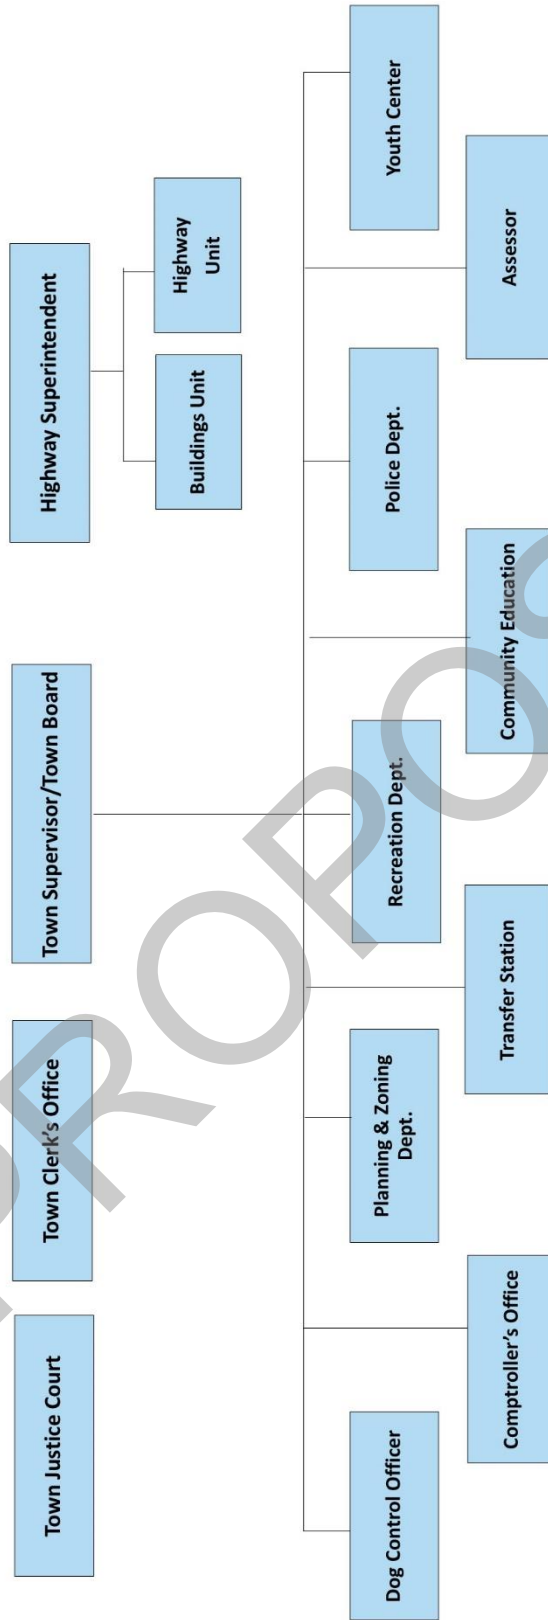 Town Justice Court
Town Clerk's Office
Town Supervisor/Town Board
Highway Superintendent
Buildings Unit
Highway
Unit
Dog Control Officer
Planning & Zoning
Dept.
Recreation Dept.
Police Dept.
Youth Center
Comptroller's Office
Transfer Station
Community Education
Assessor
PROPOS